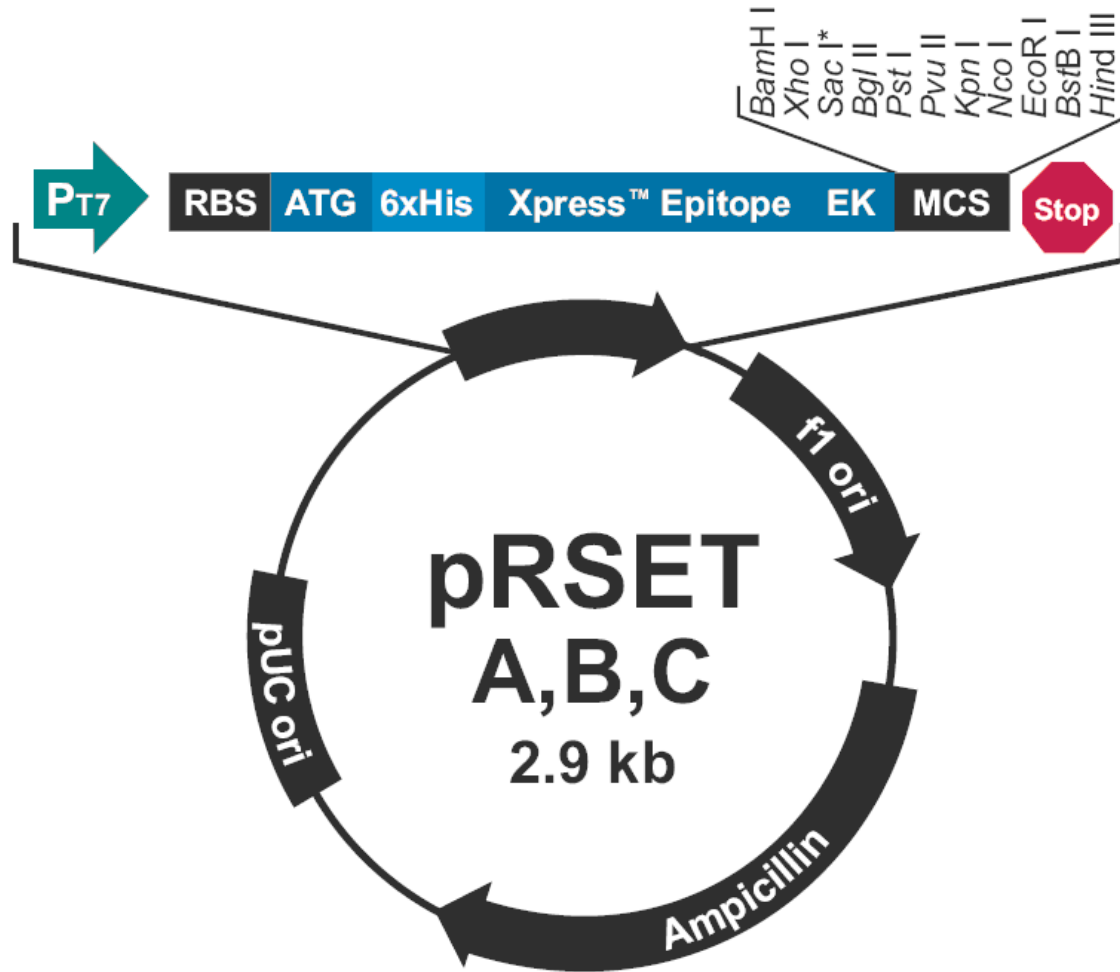 BamH I
Xho I
Sac I*
Bgl II
Pst I
Pvu II
Kpn I
Nco I
EcoR I
BstB I
Hind III
PT7
RBS ATG 6xHis Xpress™ Epitope EK MCS Stop
f1 ori
pRSET
A,B,C
2.9 kb
pUC ori
Ampicillin